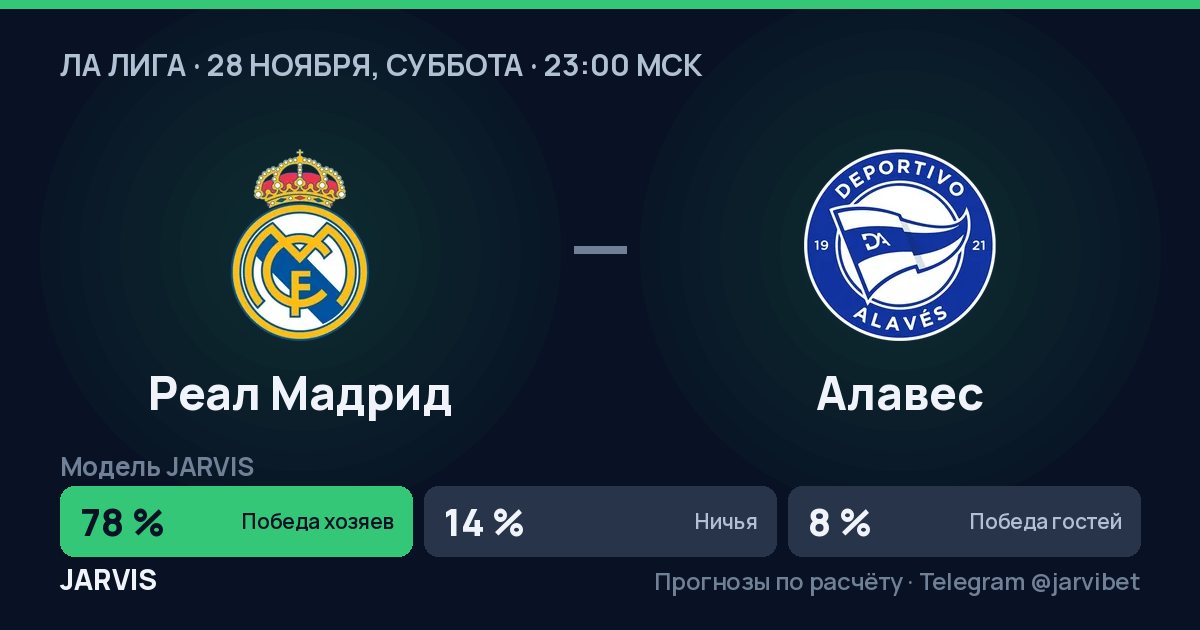 ЛА ЛИГА · 28 НОЯБРЯ, СУББОТА · 23:00 МСК
DEPORTIVO
19 DA 21
ALAVÉS
Реал Мадрид
Алавес
Модель JARVIS
78 % Победа хозяев
14 % Ничья
8 % Победа гостей
JARVIS
Прогнозы по расчёту · Telegram @jarvibet